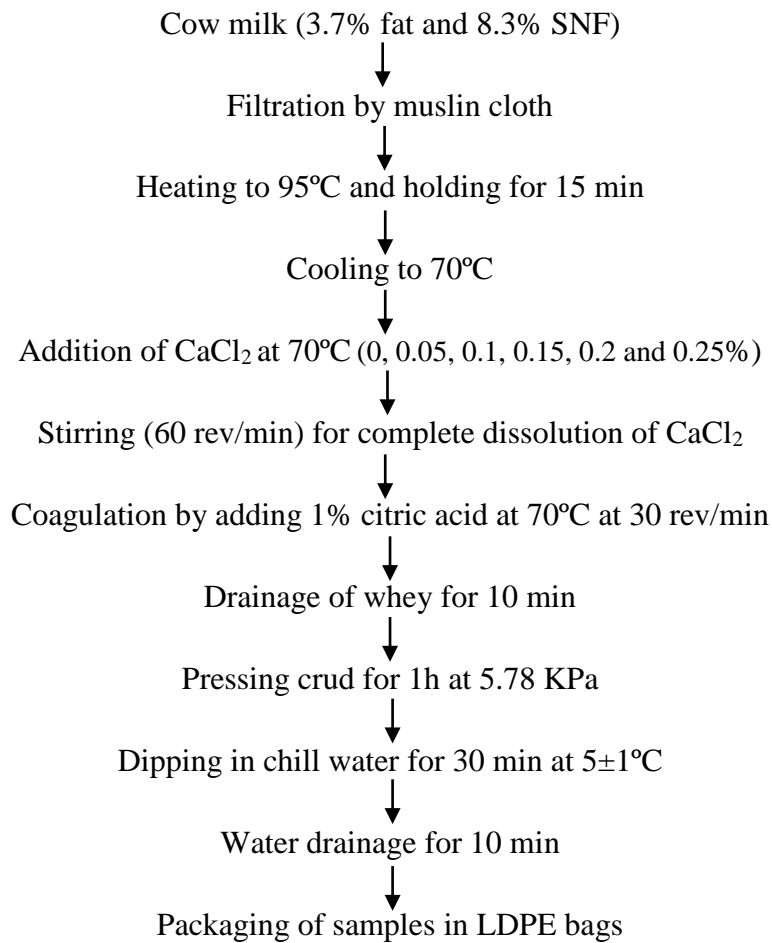 Cow milk (3.7% fat and 8.3% SNF)
Filtration by muslin cloth
Heating to 95ºC and holding for 15 min
Cooling to 70ºC
Addition of CaCl₂ at 70ºC (0, 0.05, 0.1, 0.15, 0.2 and 0.25%)
Stirring (60 rev/min) for complete dissolution of CaCl₂
Coagulation by adding 1% citric acid at 70ºC at 30 rev/min
Drainage of whey for 10 min
Pressing crud for 1h at 5.78 KPa
Dipping in chill water for 30 min at 5±1ºC
Water drainage for 10 min
Packaging of samples in LDPE bags